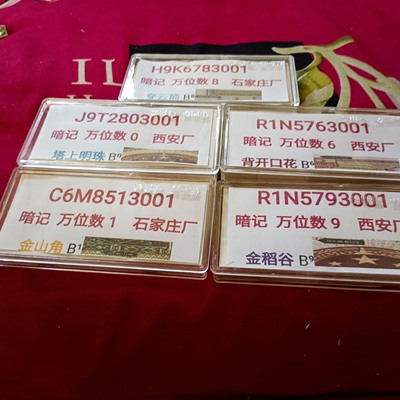 H9K6783001
暗记 万位数 8 石家庄厂
J9T2803001
暗记 万位数 0 西安厂
塔上明珠 B
R1N5763001
暗记 万位数 6 西安厂
背开口花 B
C6M8513001
暗记 万位数 1 石家庄厂
金山角 B
R1N5793001
暗记 万位数 9 西安厂
金稻谷 B